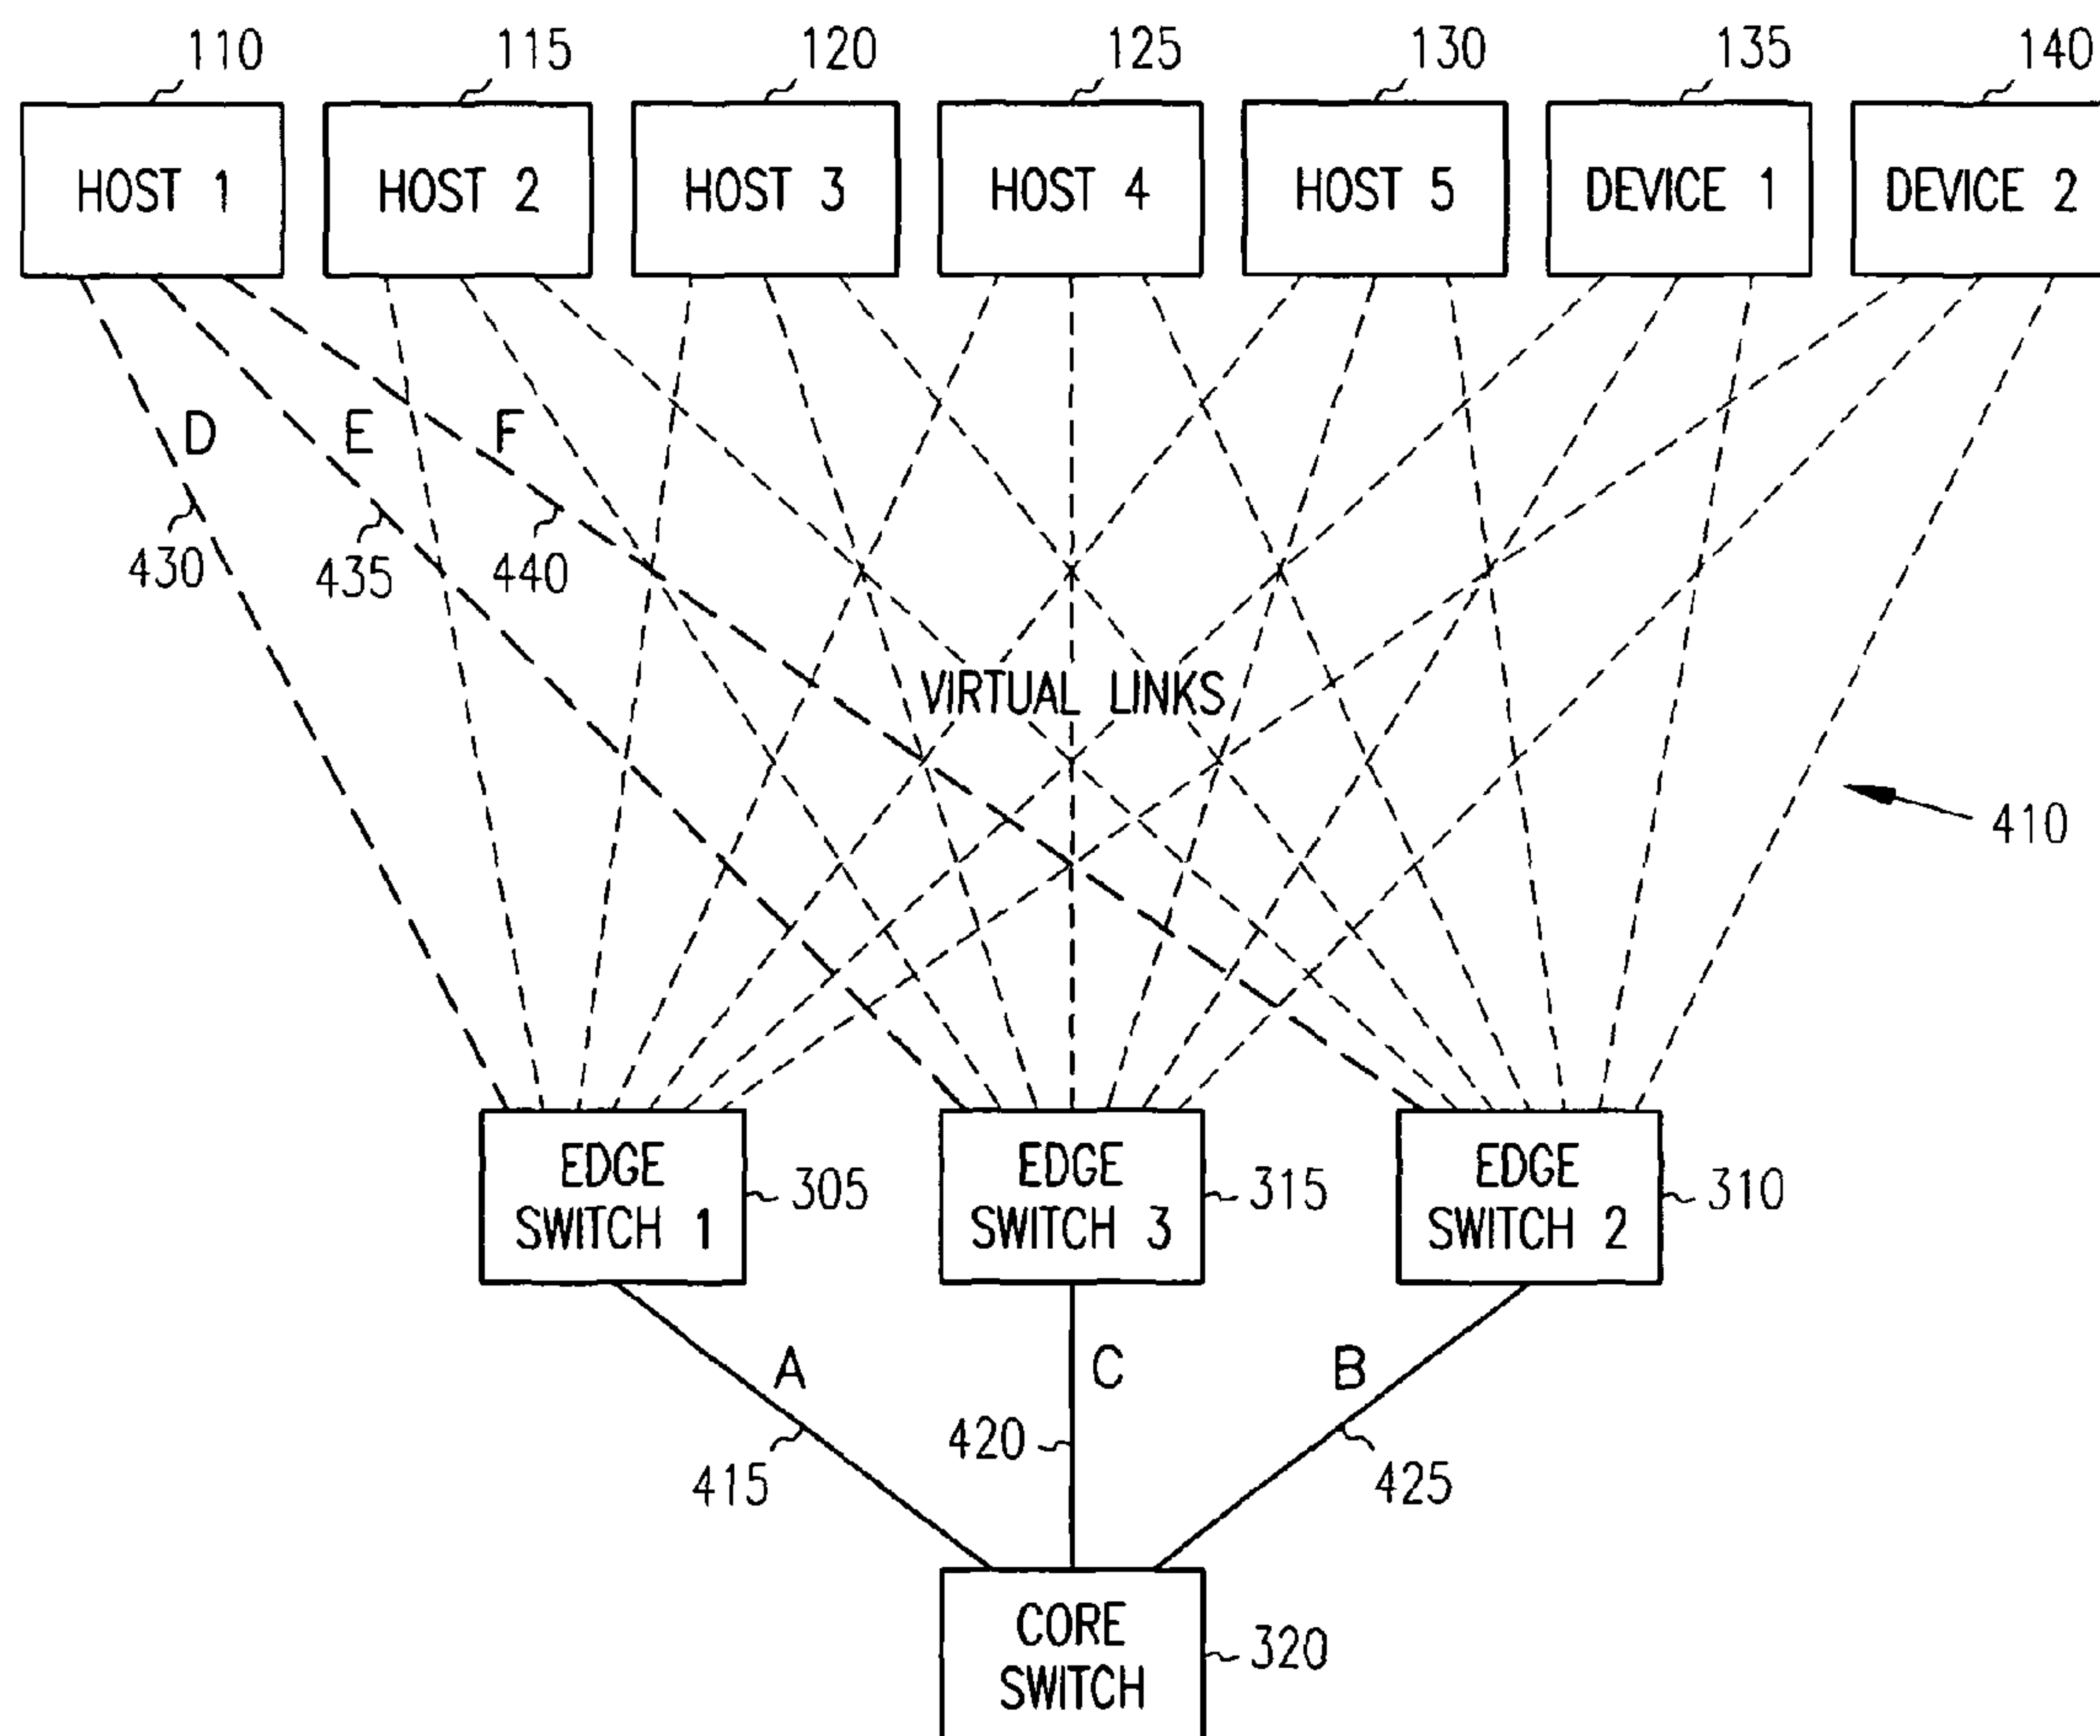 110 115 120 125 130 135 140
HOST 1 HOST 2 HOST 3 HOST 4 HOST 5 DEVICE 1 DEVICE 2
D E F
430 435 440
VIRTUAL LINKS
410
EDGE SWITCH 1
305
EDGE SWITCH 3
315
EDGE SWITCH 2
310
A C B
415 420 425
CORE
SWITCH
320